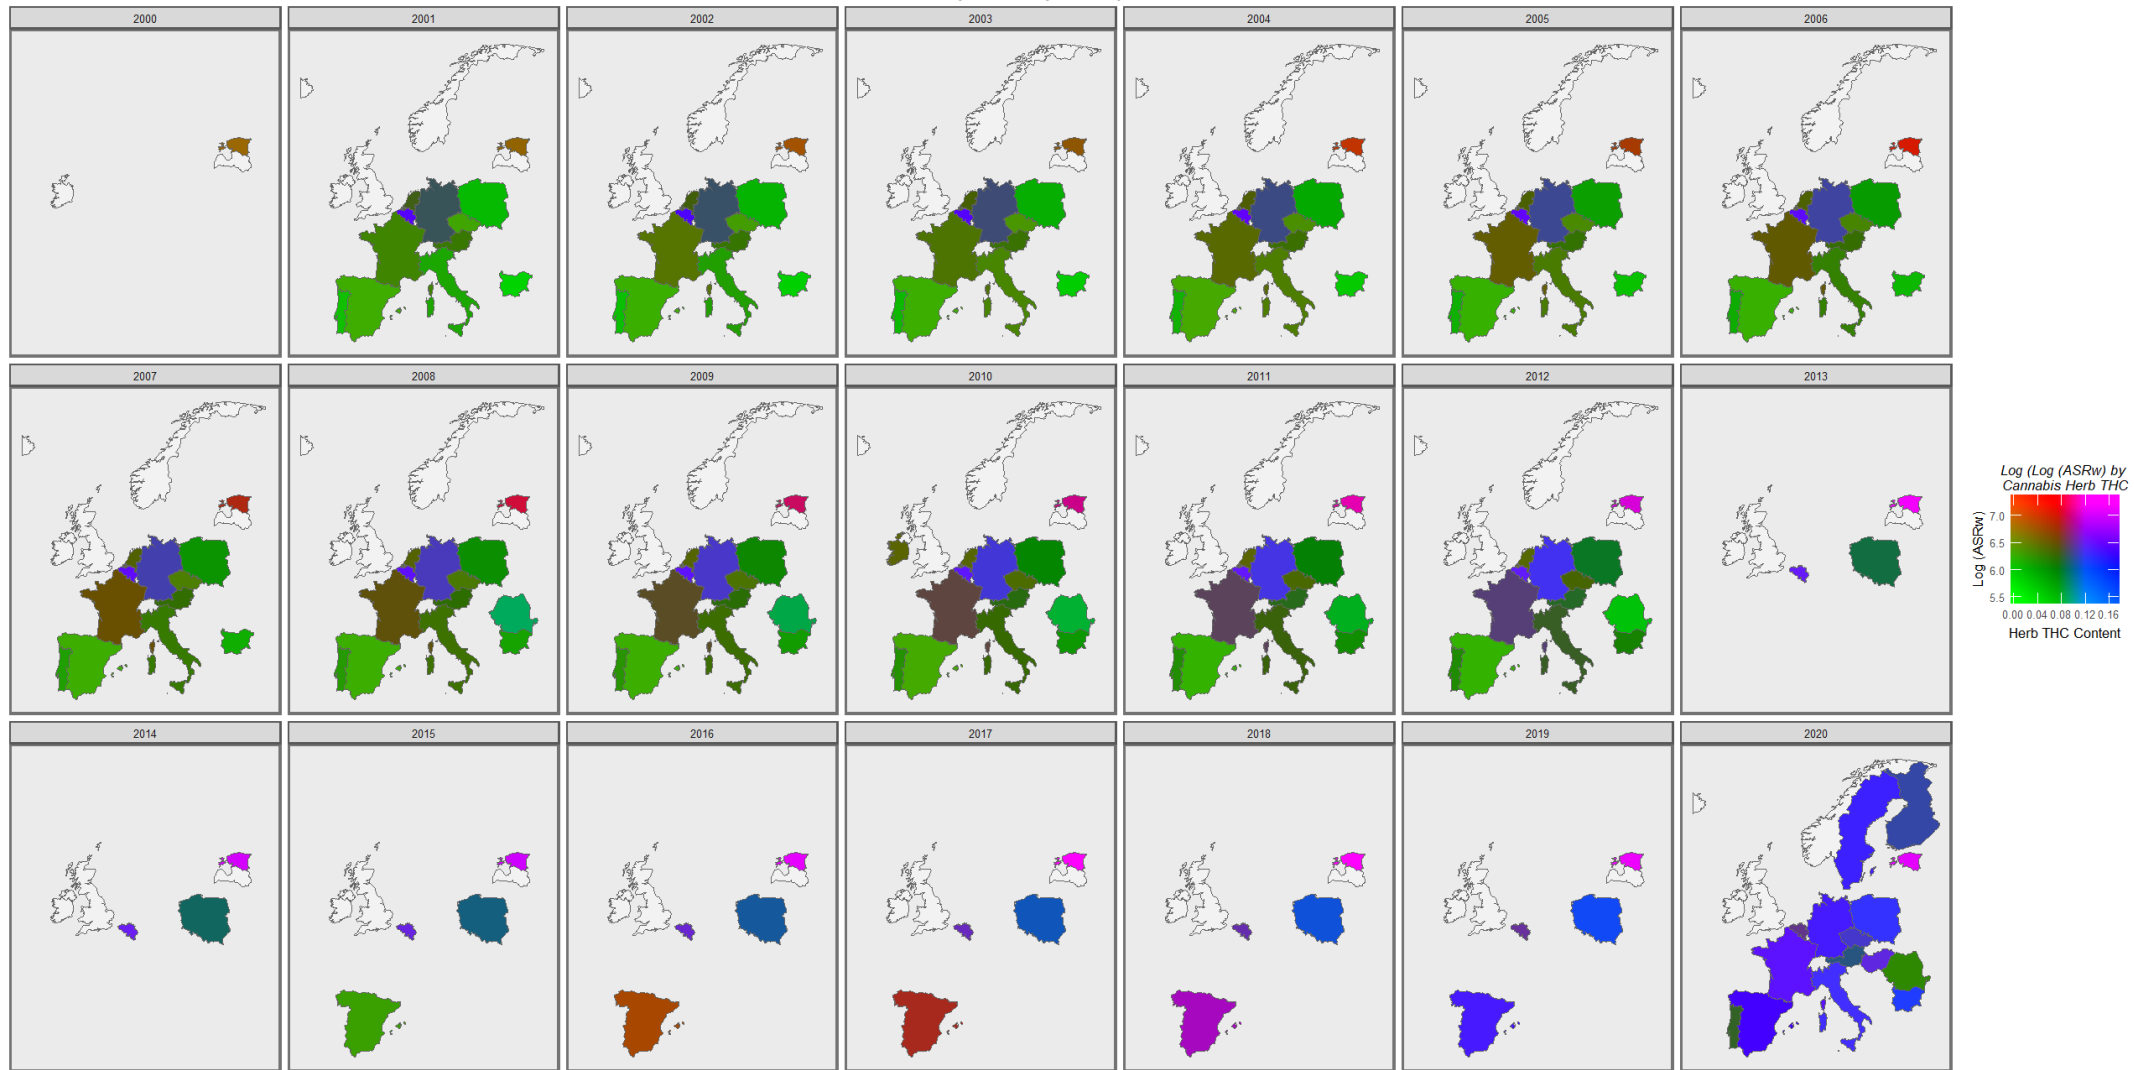 2000 2001 2002 2003 2004 2005 2006
2007 2008 2009 2010 2011 2012 2013
Log (Log (ASRw) by
Cannabis Herb THC
7.0
6.5
6.0
5.5
Log (ASRw)
0.00 0.04 0.08 0.12 0.16
Herb THC Content
2014 2015 2016 2017 2018 2019 2020